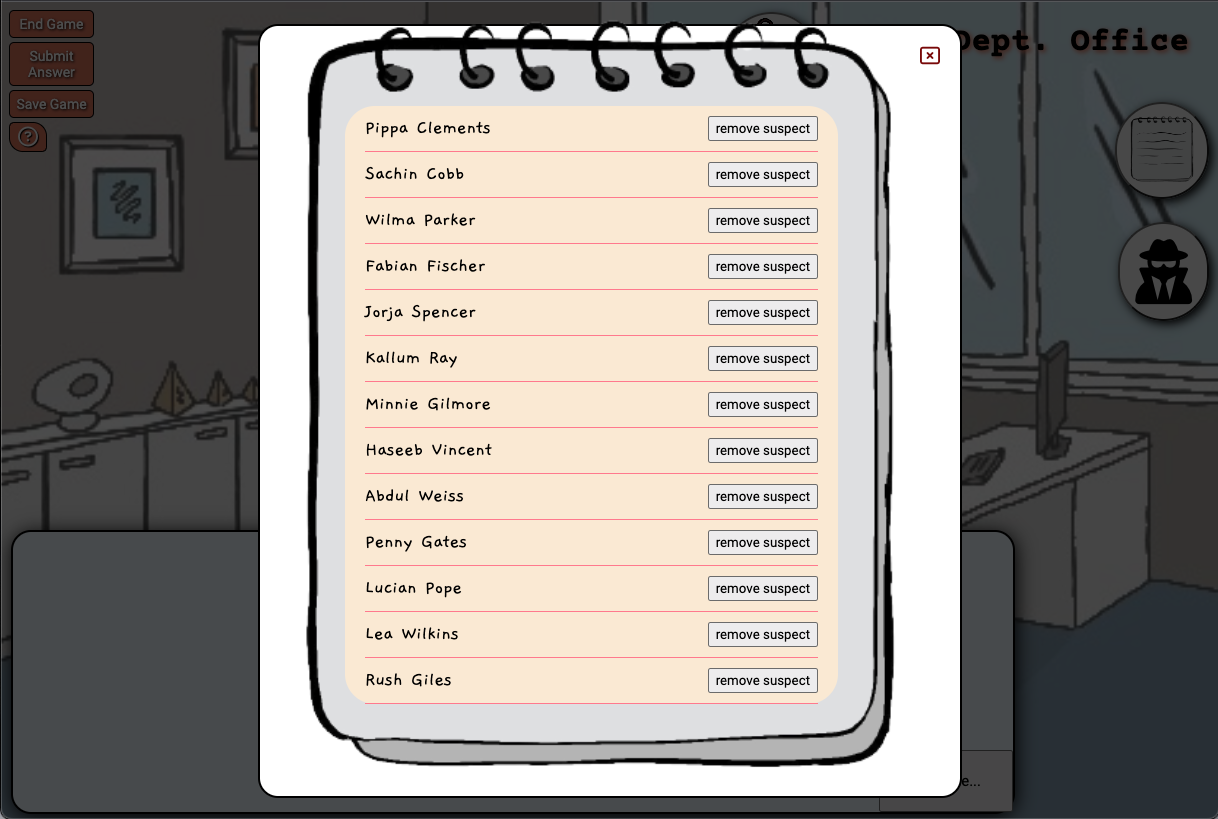 End Game
Submit
Answer
Save Game
?
Dept. Office
Pippa Clements remove suspect
Sachin Cobb remove suspect
Wilma Parker remove suspect
Fabian Fischer remove suspect
Jorja Spencer remove suspect
Kallum Ray remove suspect
Minnie Gilmore remove suspect
Haseeb Vincent remove suspect
Abdul Weiss remove suspect
Penny Gates remove suspect
Lucian Pope remove suspect
Lea Wilkins remove suspect
Rush Giles remove suspect